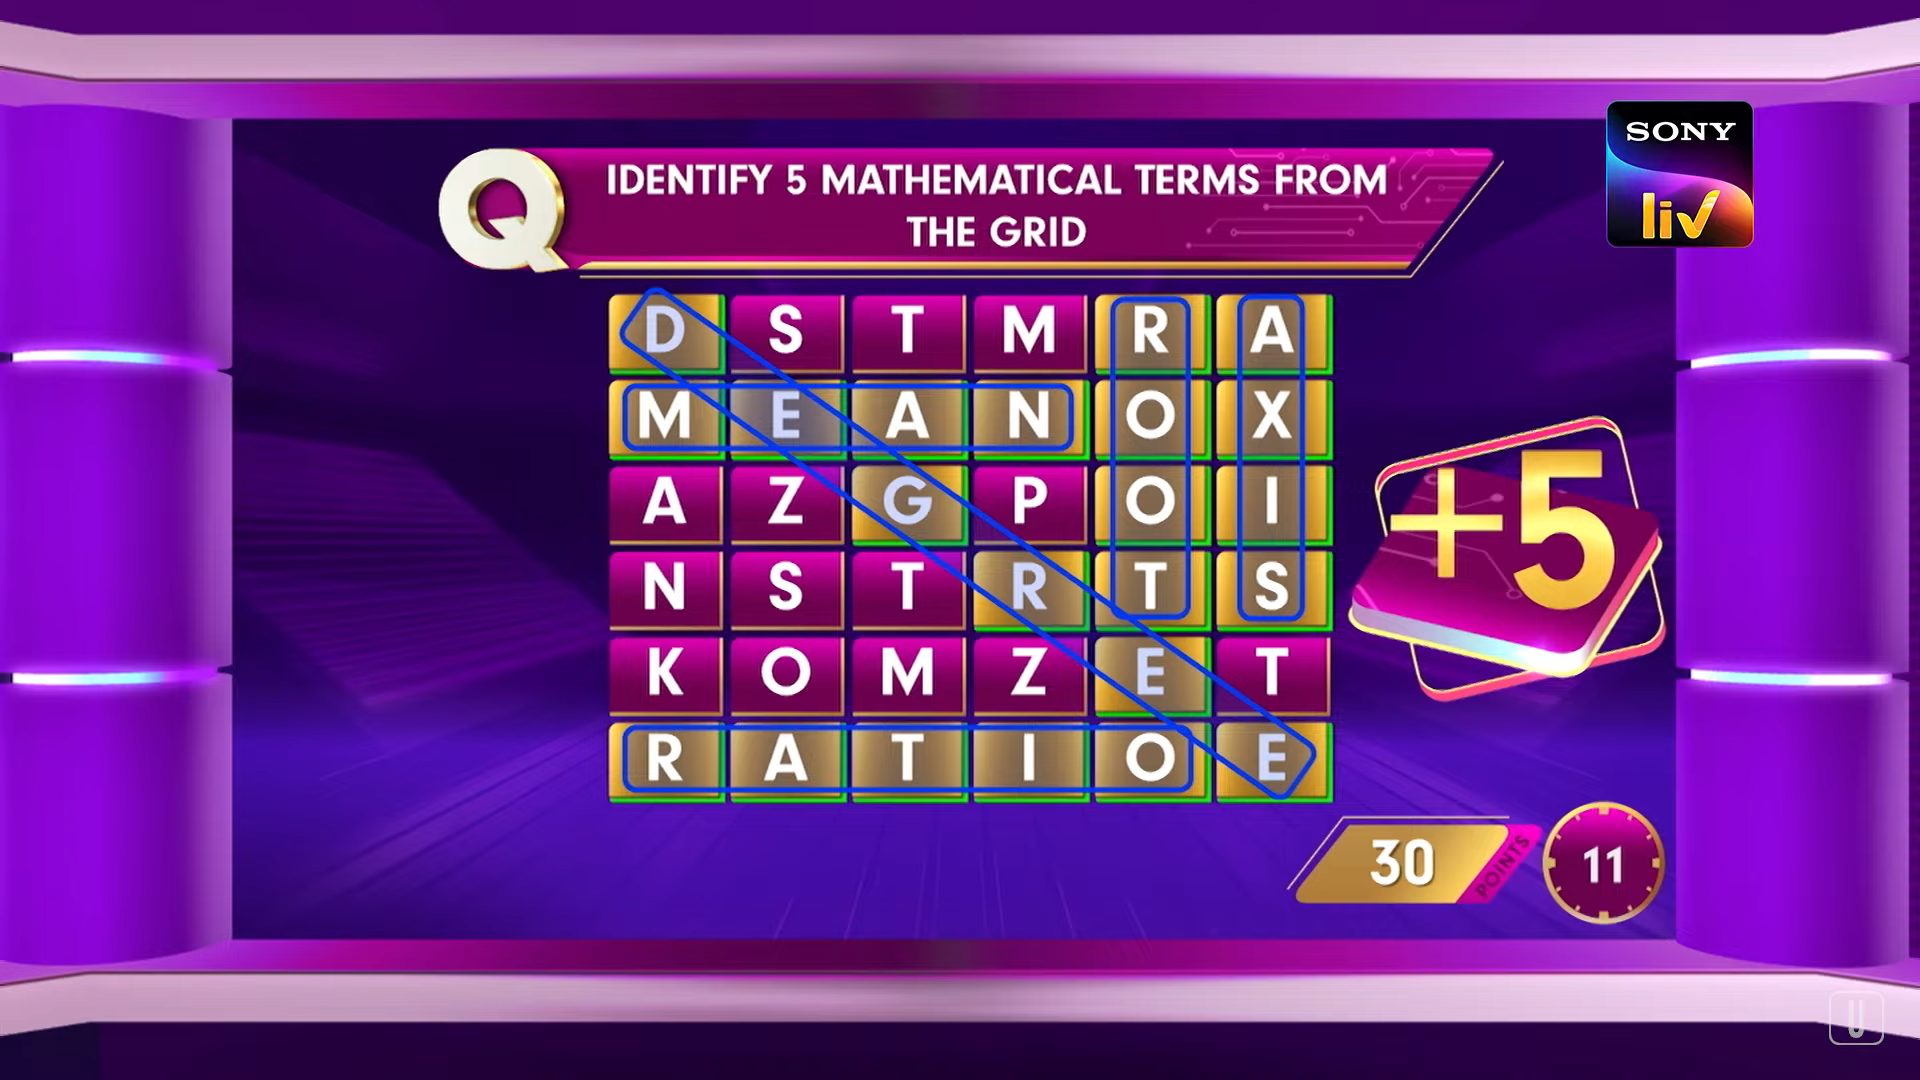 SONY
liv
Q
IDENTIFY 5 MATHEMATICAL TERMS FROM
THE GRID
D S T M R A
M E A N O X
A Z G P O I
N S T R T S
K O M Z E T
R A T I O E
+5
30
POINTS
11